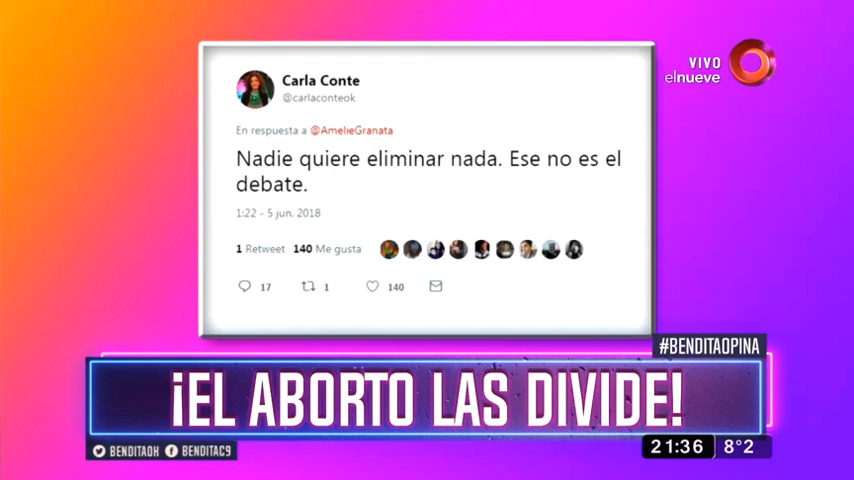 VIVO
elnueve
Carla Conte
@carlaconteok
En respuesta a @AmelieGranata
Nadie quiere eliminar nada. Ese no es el
debate.
1:22 - 5 jun. 2018
1 Retweet 140 Me gusta
17 1 140
#BENDITAOPINA
¡EL ABORTO LAS DIVIDE!
BENDITAOK BENDITAC9
21:36 8°2